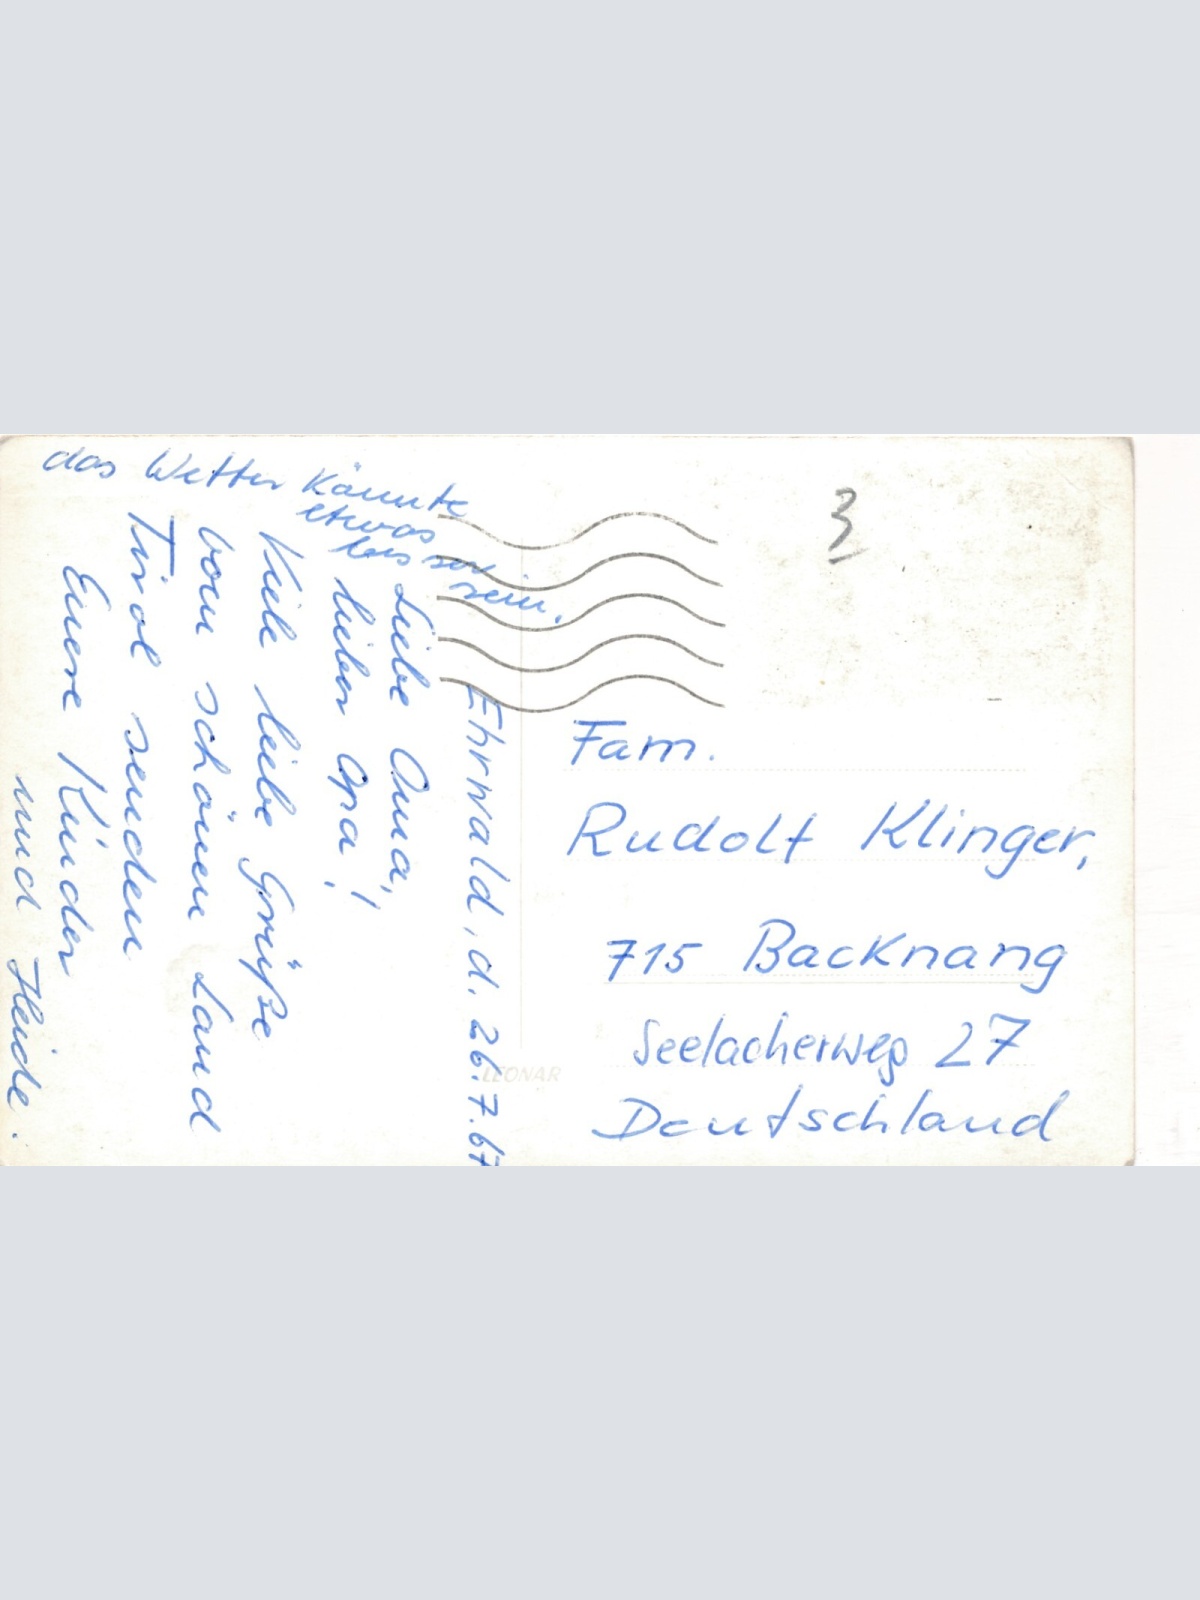 Ehrwald, d. 26.7.67
Liebe Oma,
lieber Opa!
Viele liebe Grüße
vom schönen Land
Tirol senden
Euere Kinder
und Heide.
das Wetter könnte
etwas
besser
sein.
3
Fam.
Rudolf Klinger,
715 Backnang
Seelacherweg 27
Deutschland
LEONAR